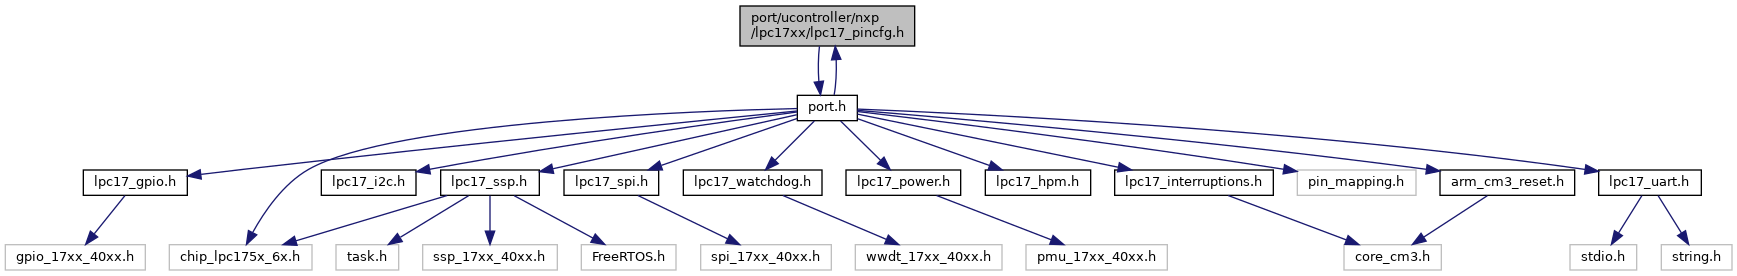 port/ucontroller/nxp
/lpc17xx/lpc17_pincfg.h
port.h
lpc17_gpio.h
lpc17_i2c.h
lpc17_ssp.h
lpc17_spi.h
lpc17_watchdog.h
lpc17_power.h
lpc17_hpm.h
lpc17_interruptions.h
pin_mapping.h
arm_cm3_reset.h
lpc17_uart.h
gpio_17xx_40xx.h
chip_lpc175x_6x.h
task.h
ssp_17xx_40xx.h
FreeRTOS.h
spi_17xx_40xx.h
wwdt_17xx_40xx.h
pmu_17xx_40xx.h
core_cm3.h
stdio.h
string.h